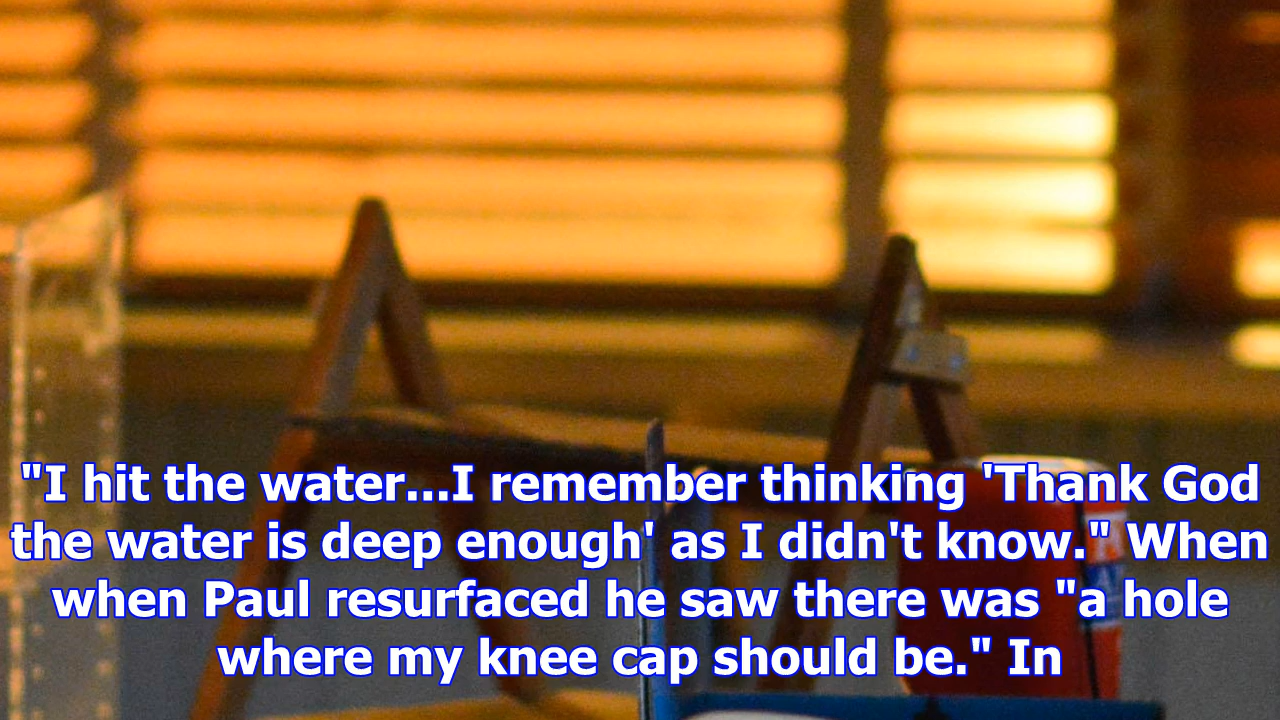 "I hit the water...I remember thinking 'Thank God
the water is deep enough' as I didn't know." When
when Paul resurfaced he saw there was "a hole
where my knee cap should be." In